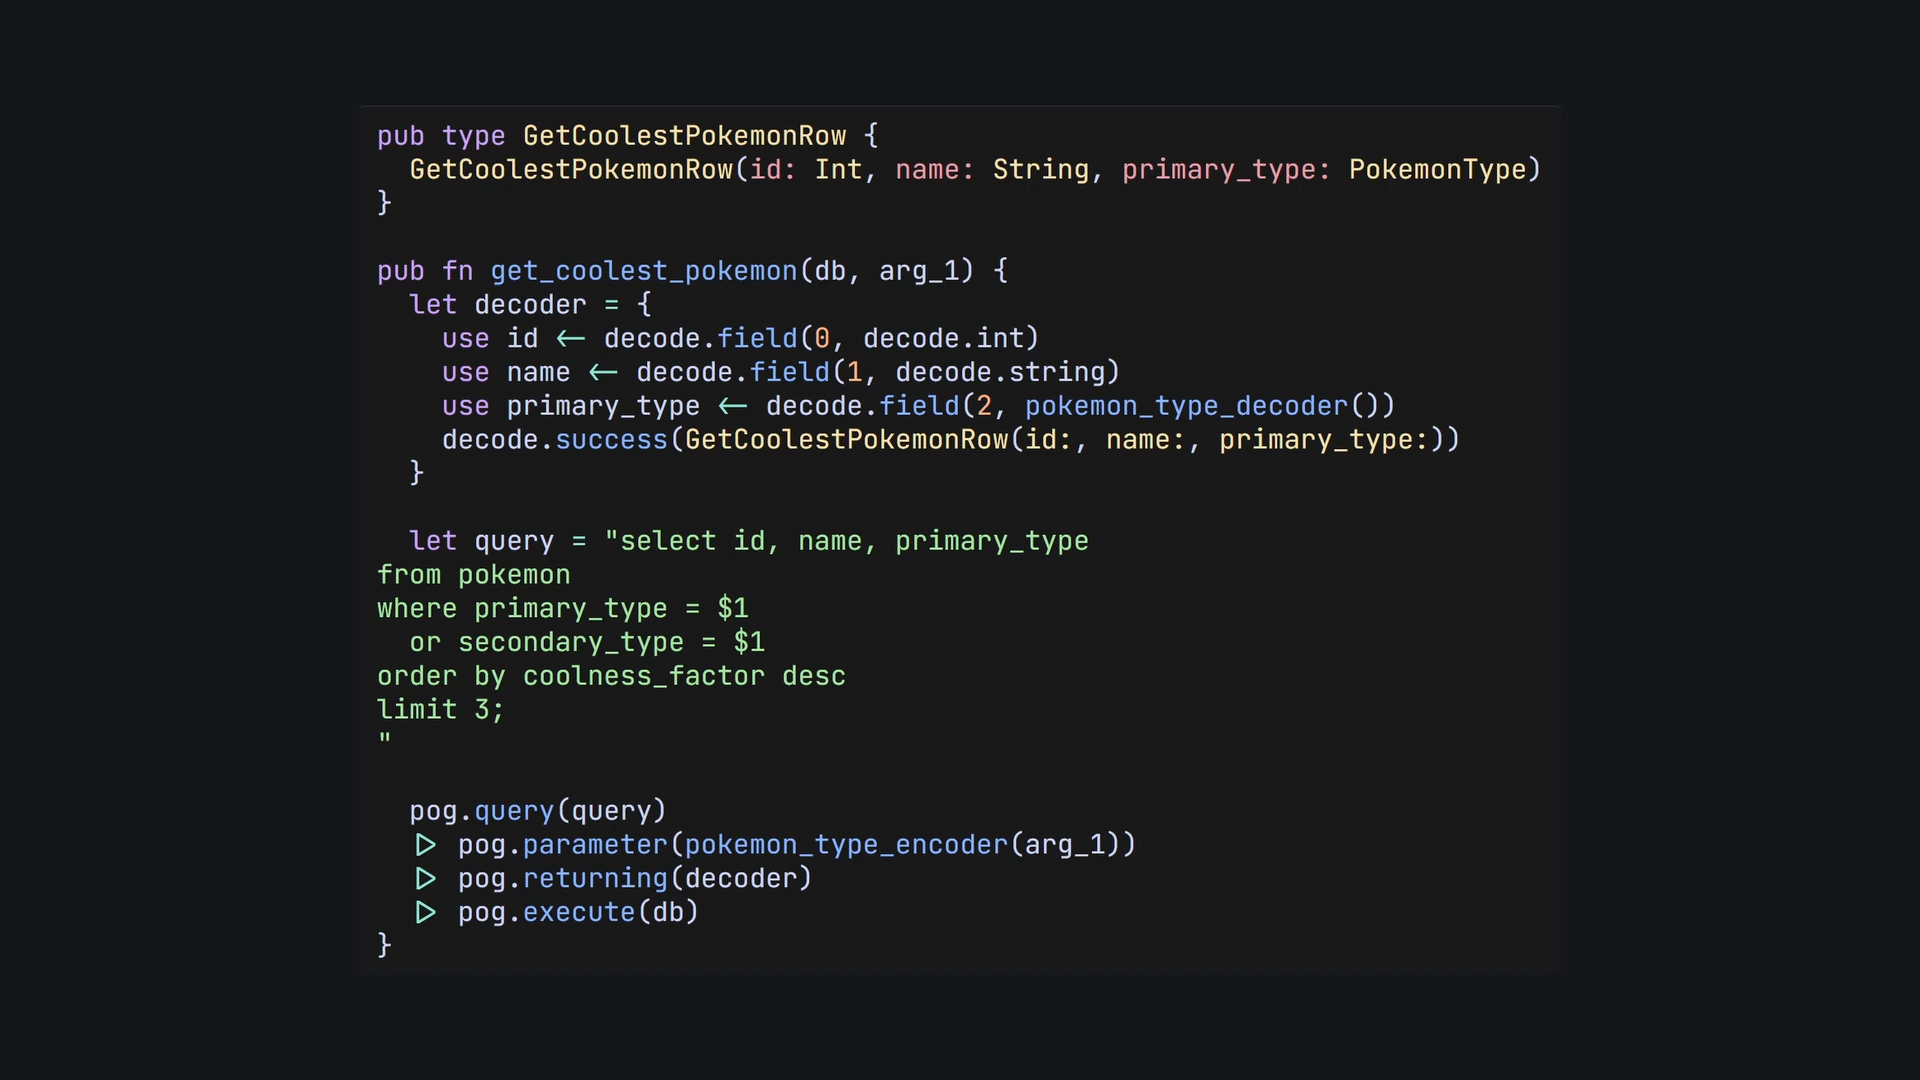 pub type GetCoolestPokemonRow {
  GetCoolestPokemonRow(id: Int, name: String, primary_type: PokemonType)
}

pub fn get_coolest_pokemon(db, arg_1) {
  let decoder = {
    use id <- decode.field(0, decode.int)
    use name <- decode.field(1, decode.string)
    use primary_type <- decode.field(2, pokemon_type_decoder())
    decode.success(GetCoolestPokemonRow(id:, name:, primary_type:))
  }

  let query = "select id, name, primary_type
from pokemon
where primary_type = $1
  or secondary_type = $1
order by coolness_factor desc
limit 3;
"

  pog.query(query)
  |> pog.parameter(pokemon_type_encoder(arg_1))
  |> pog.returning(decoder)
  |> pog.execute(db)
}